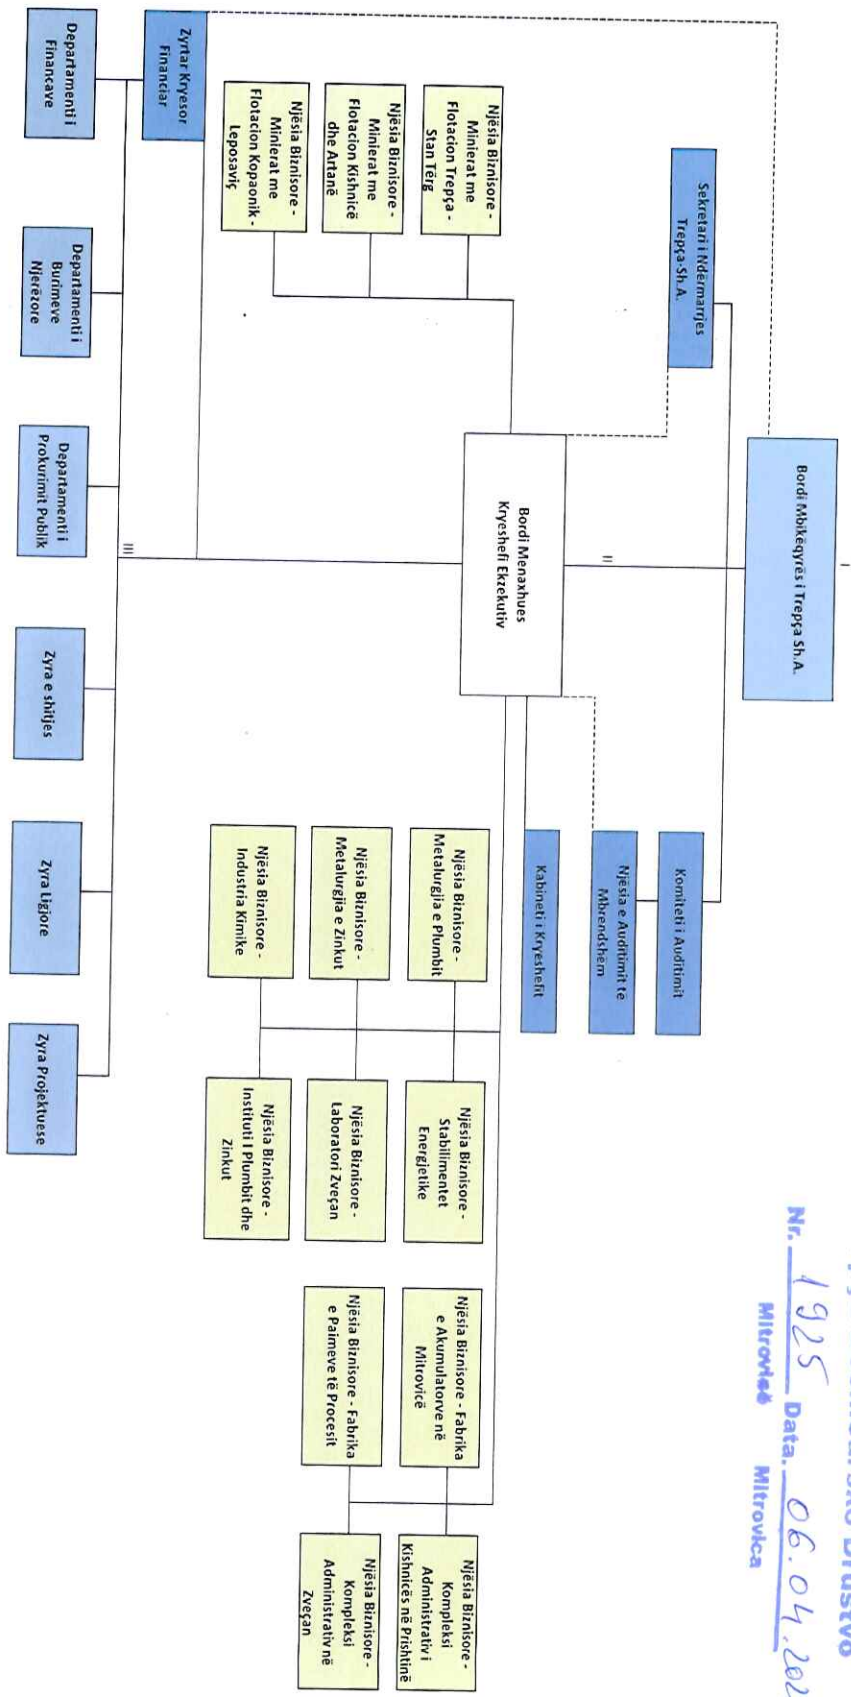 Aksionarsko Društvo
Nr. 1925 Data. 06.04.202
Mitrovicë Mitrovica
I
Bordi Mbikëqyrës i Trepça Sh.A.
Sekretari i Ndërmarrjes
Trepça-Sh.A.
Komiteti i Auditimit
Njësia e Auditimit të
Mbrendshëm
II
Bordi Menaxhues
Kryeshefi Ekzekutiv
Kabineti i Kryeshefit
Njësia Biznisore -
Minierat me
Flotacion Trepça -
Stan Tërg
Njësia Biznisore -
Minierat me
Flotacion Kishnicë
dhe Artanë
Njësia Biznisore -
Minierat me
Flotacion Kopaonik -
Leposaviç
Njësia Biznisore -
Metalurgjia e Plumbit
Njësia Biznisore -
Stabilimentet
Energjetike
Njësia Biznisore - Fabrika
e Akumulatorve në
Mitrovicë
Njësia Biznisore -
Kompleksi
Administrativ i
Kishnicës në Prishtinë
Njësia Biznisore -
Metalurgjia e Zinkut
Njësia Biznisore -
Laboratori Zveçan
Njësia Biznisore - Fabrika
e Paimeve të Procesit
Njësia Biznisore -
Kompleksi
Administrativ në
Zveçan
Njësia Biznisore -
Industria Kimike
Njësia Biznisore -
Instituti I Plumbit dhe
Zinkut
Zyrtar Kryesor
Financiar
III
Departamenti i
Financave
Departamenti i
Burimeve
Njerëzore
Departamenti i
Prokurimit Publik
Zyra e shitjes
Zyra Ligjore
Zyra Projektuese